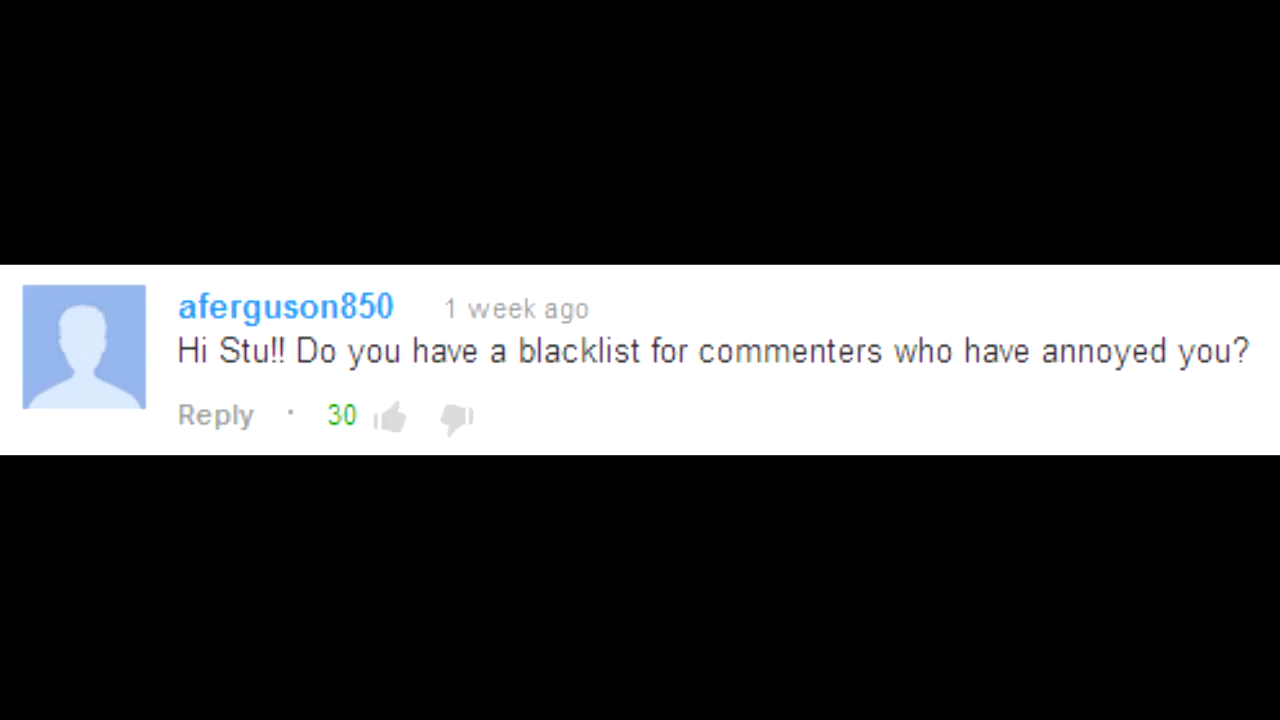 aferguson850 1 week ago
Hi Stu!! Do you have a blacklist for commenters who have annoyed you?
Reply · 30